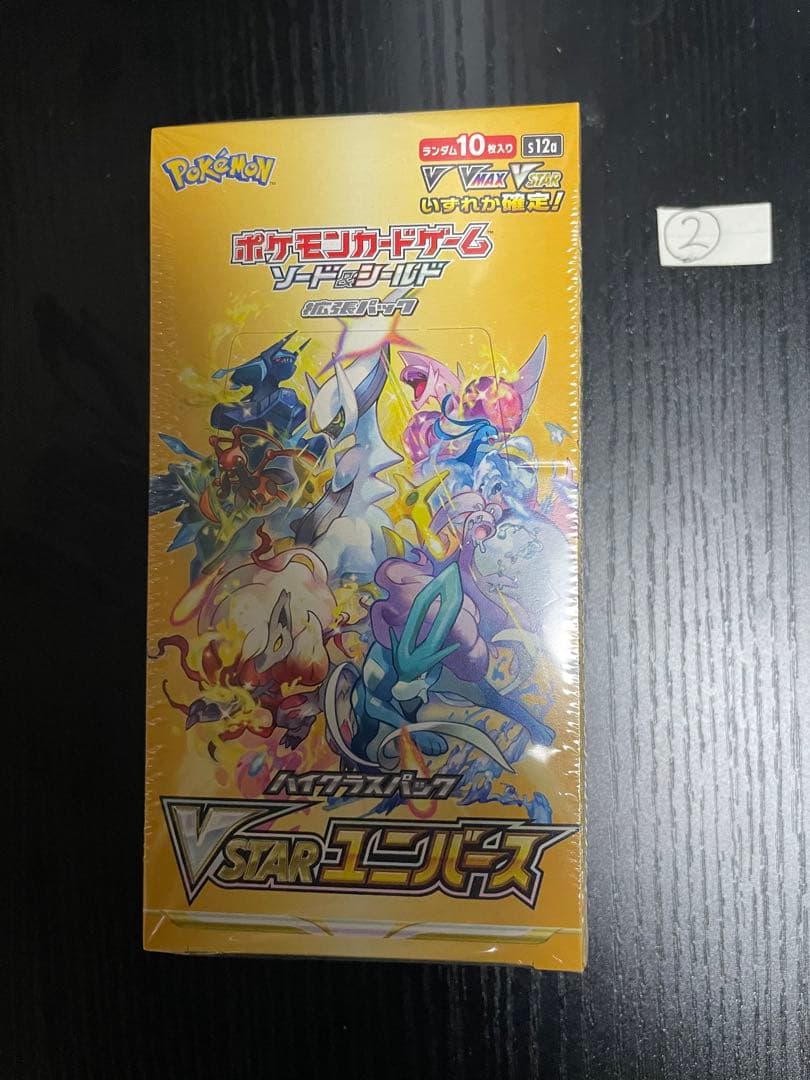 Pokémon™
ランダム10枚入り s12a
V VMAX VSTAR
いずれか確定!
ポケモンカードゲーム™
ソード&シールド
拡張パック
ハイクラスパック
VSTARユニバース
②